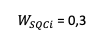 W_SQCi = 0,3